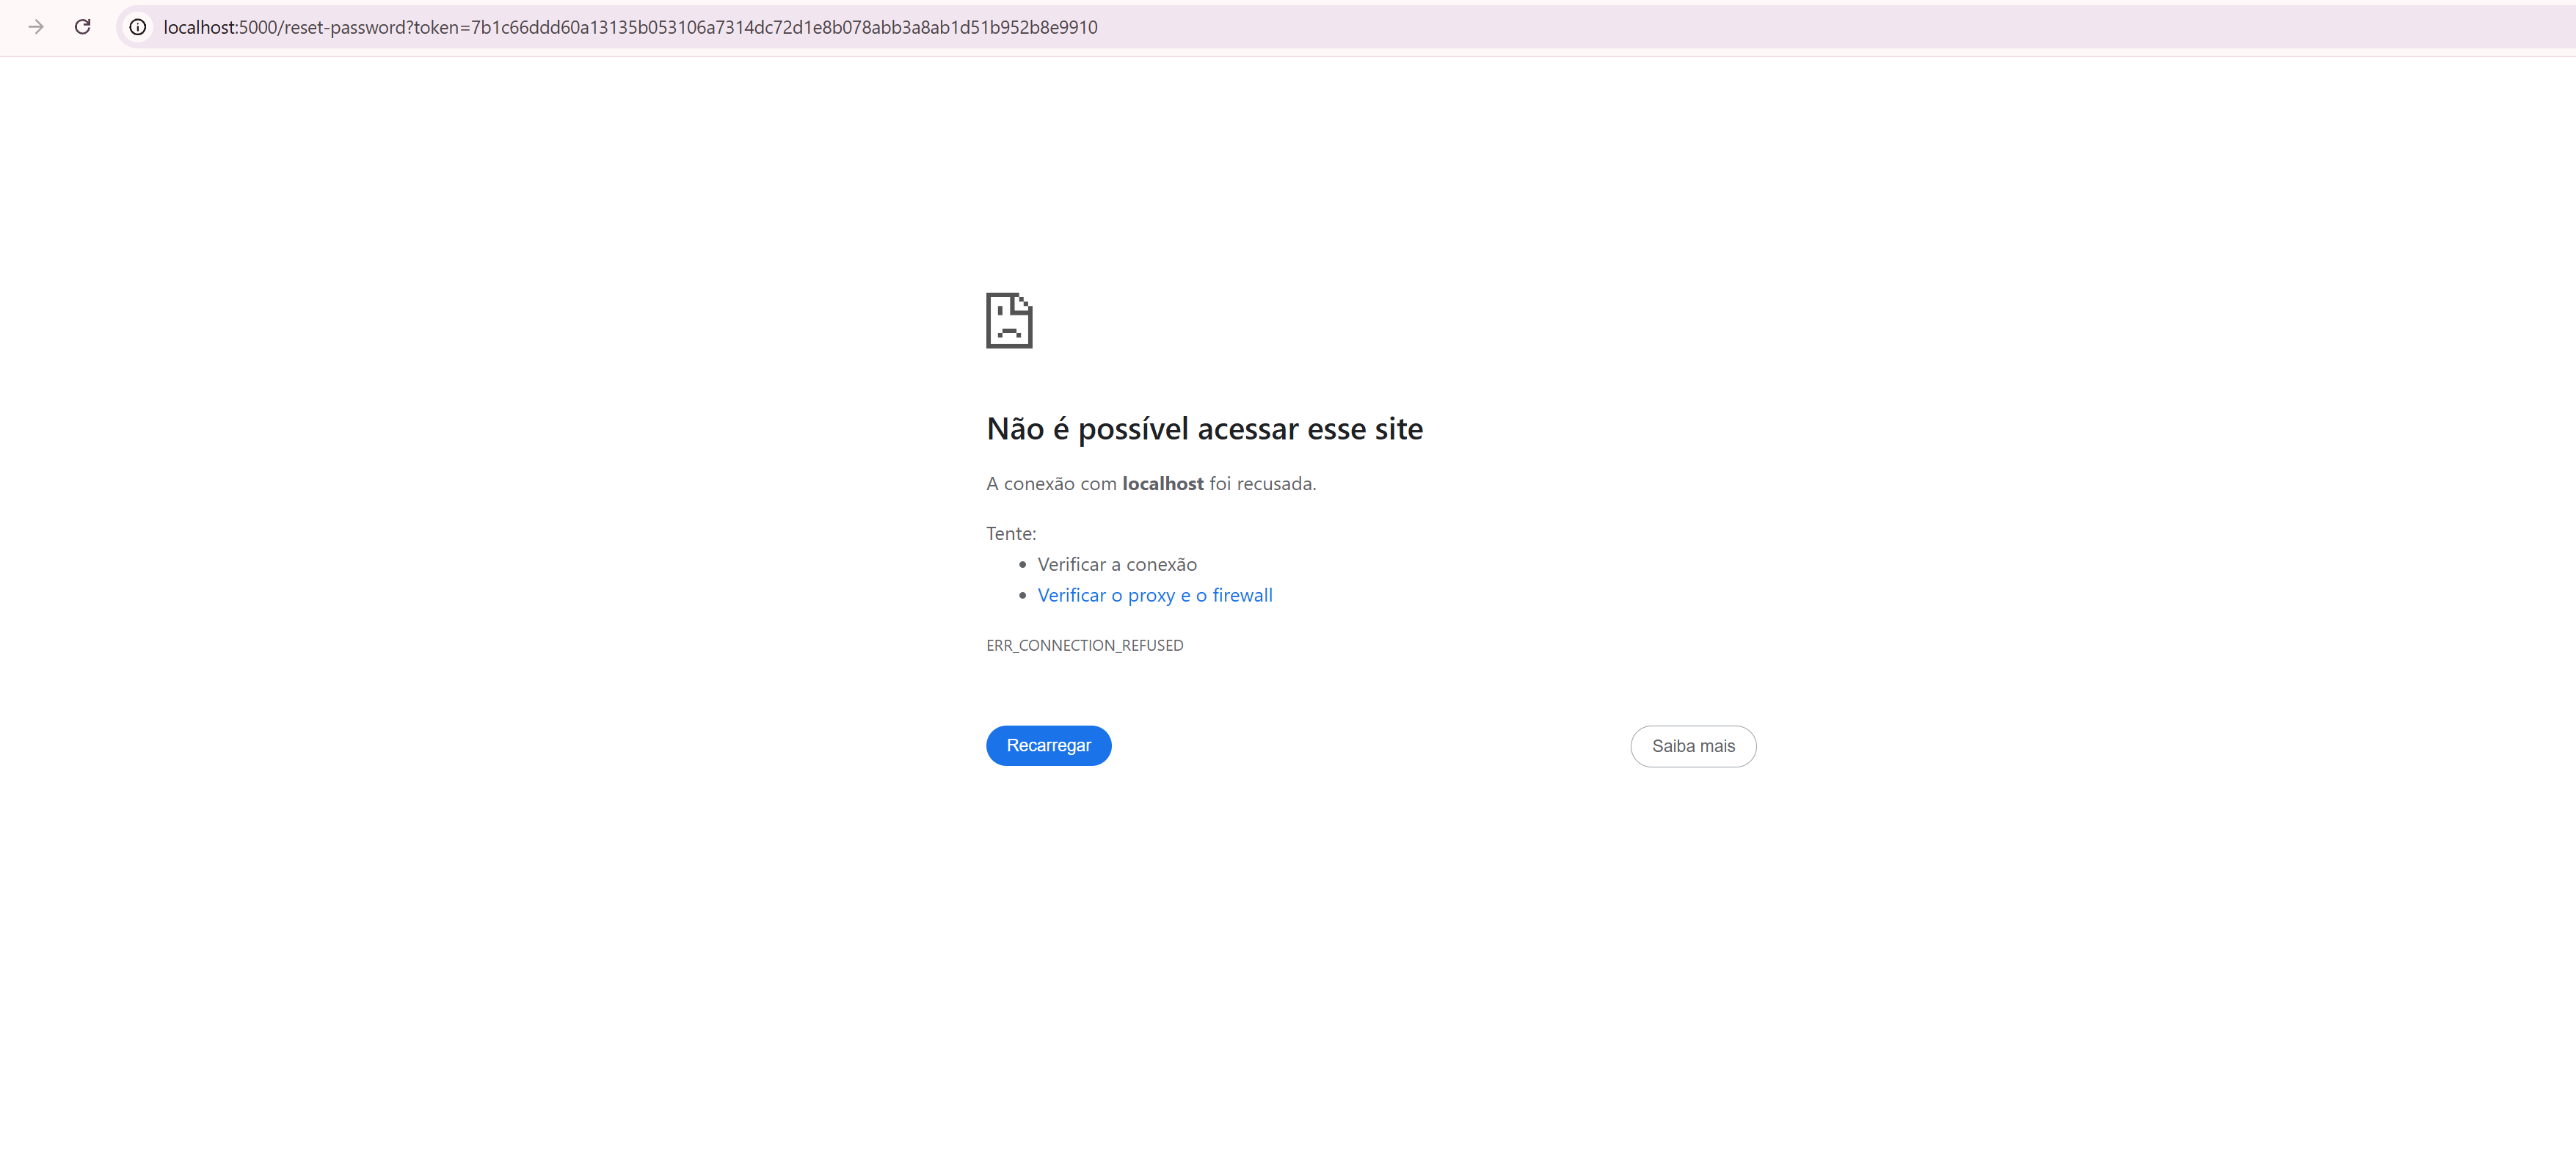 localhost:5000/reset-password?token=7b1c66ddd60a13135b053106a7314dc72d1e8b078abb3a8ab1d51b952b8e9910
Não é possível acessar esse site
A conexão com localhost foi recusada.
Tente:
• Verificar a conexão
• Verificar o proxy e o firewall
ERR_CONNECTION_REFUSED
Recarregar
Saiba mais